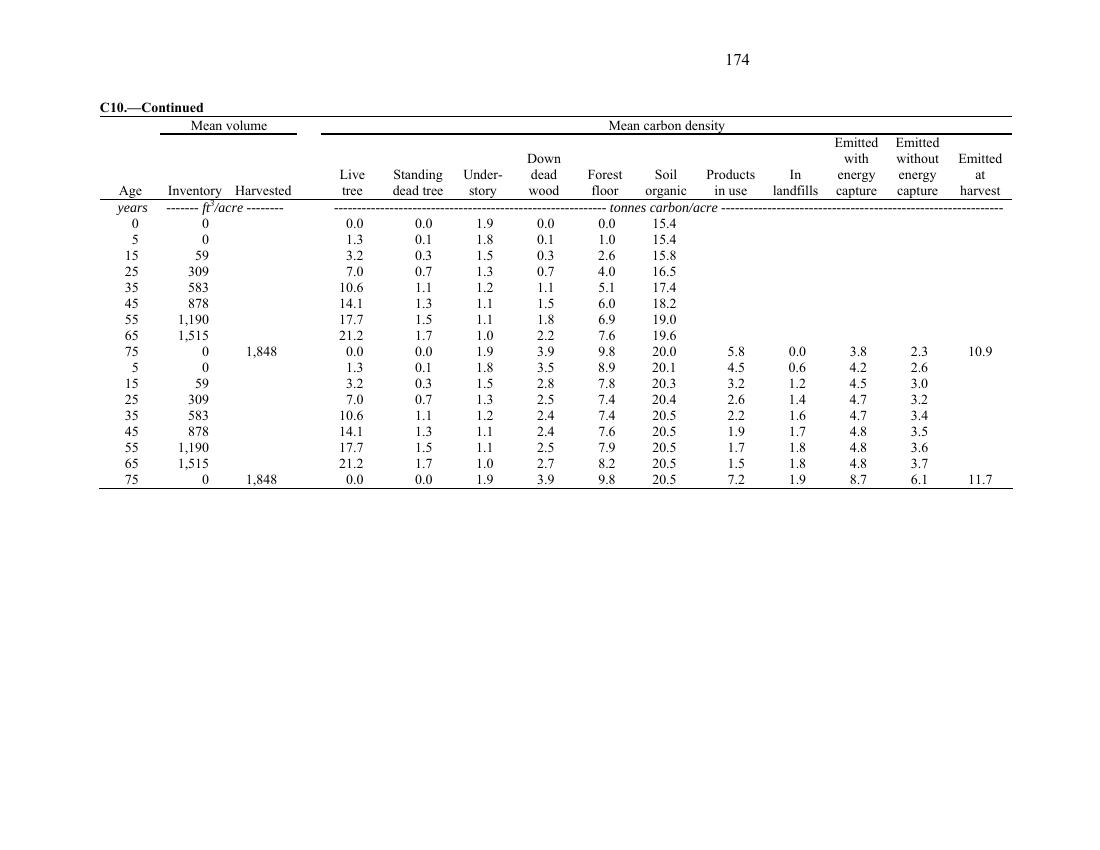 174
C10.—Continued
Mean volume Mean carbon density
Emitted Emitted
Down with without Emitted
Live Standing Under- dead Forest Soil Products In energy energy at
Age Inventory Harvested tree dead tree story wood floor organic in use landfills capture capture harvest
years ------- ft³/acre -------- ---------------------------------------------------------- tonnes carbon/acre ------------------------------------------------------------
0 0 0.0 0.0 1.9 0.0 0.0 15.4
5 0 1.3 0.1 1.8 0.1 1.0 15.4
15 59 3.2 0.3 1.5 0.3 2.6 15.8
25 309 7.0 0.7 1.3 0.7 4.0 16.5
35 583 10.6 1.1 1.2 1.1 5.1 17.4
45 878 14.1 1.3 1.1 1.5 6.0 18.2
55 1,190 17.7 1.5 1.1 1.8 6.9 19.0
65 1,515 21.2 1.7 1.0 2.2 7.6 19.6
75 0 1,848 0.0 0.0 1.9 3.9 9.8 20.0 5.8 0.0 3.8 2.3 10.9
5 0 1.3 0.1 1.8 3.5 8.9 20.1 4.5 0.6 4.2 2.6
15 59 3.2 0.3 1.5 2.8 7.8 20.3 3.2 1.2 4.5 3.0
25 309 7.0 0.7 1.3 2.5 7.4 20.4 2.6 1.4 4.7 3.2
35 583 10.6 1.1 1.2 2.4 7.4 20.5 2.2 1.6 4.7 3.4
45 878 14.1 1.3 1.1 2.4 7.6 20.5 1.9 1.7 4.8 3.5
55 1,190 17.7 1.5 1.1 2.5 7.9 20.5 1.7 1.8 4.8 3.6
65 1,515 21.2 1.7 1.0 2.7 8.2 20.5 1.5 1.8 4.8 3.7
75 0 1,848 0.0 0.0 1.9 3.9 9.8 20.5 7.2 1.9 8.7 6.1 11.7